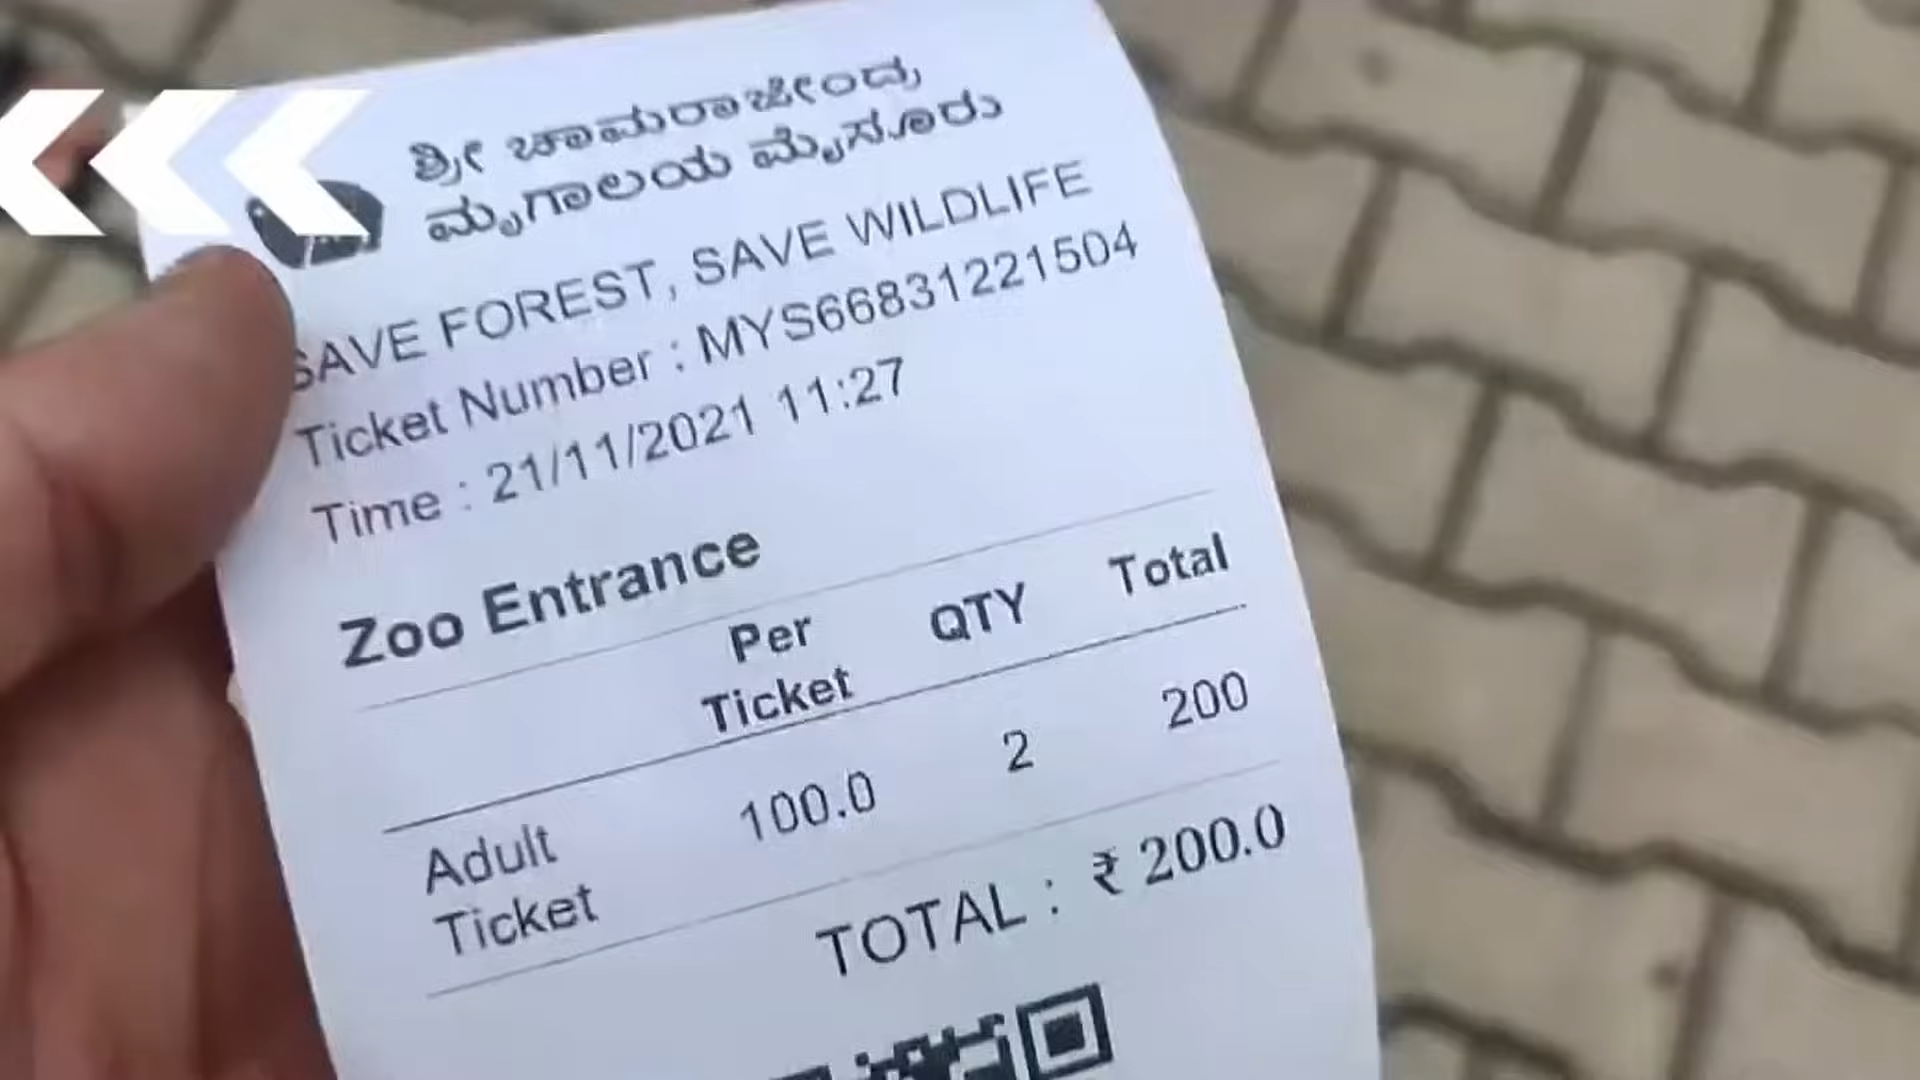 ಶ್ರೀ ಚಾಮರಾಜೇಂದ್ರ
ಮೃಗಾಲಯ ಮೈಸೂರು
SAVE FOREST, SAVE WILDLIFE
Ticket Number : MYS66831221504
Time : 21/11/2021 11:27
Zoo Entrance
Per Ticket QTY Total
Adult Ticket 100.0 2 200
TOTAL : ₹ 200.0